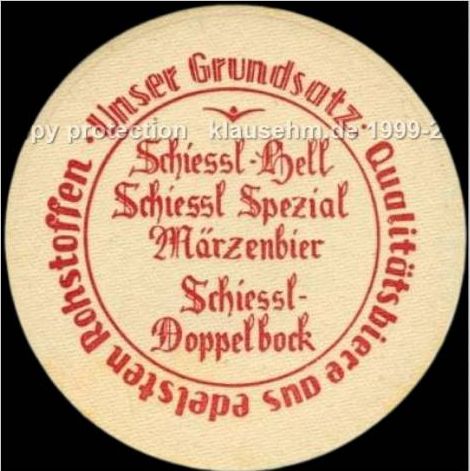 Unser Grundsatz: Qualitätsbiere aus edelsten Rohstoffen ·
py protection klausehm.de 1999-2
Schiessl-Hell
Schiessl Spezial
Märzenbier
Schiessl-
Doppelbock